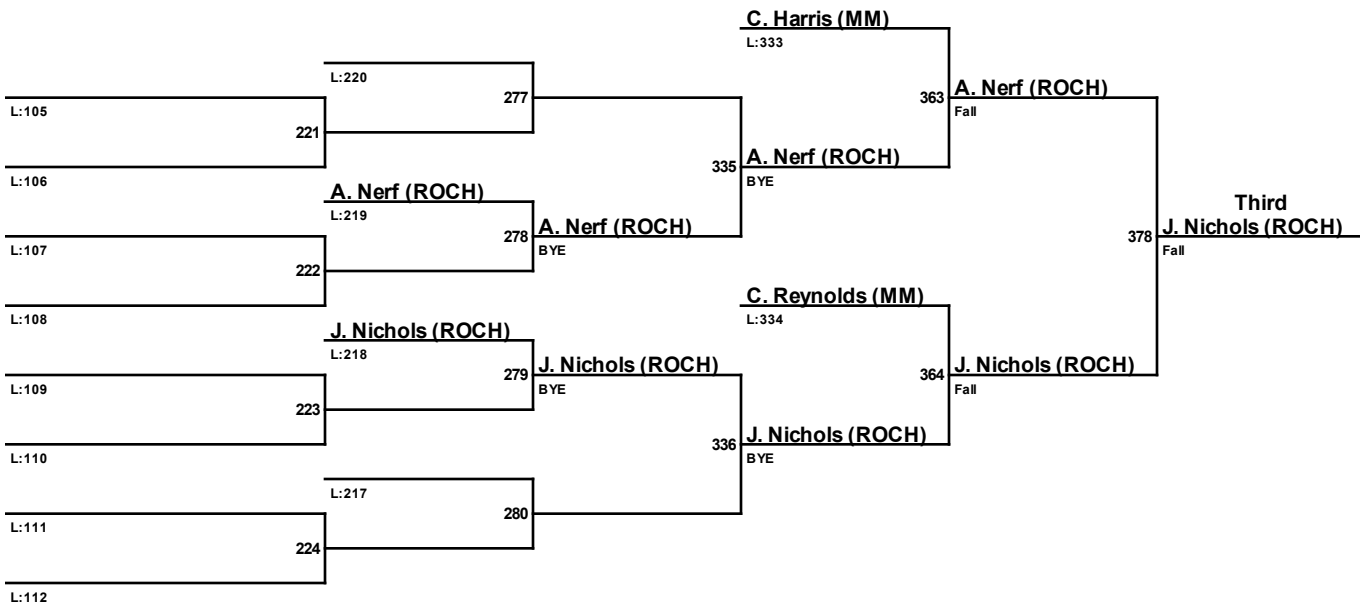 C. Harris (MM)
L:333
L:220
277
A. Nerf (ROCH)
363
Fall
L:105
221
L:106
335
A. Nerf (ROCH)
BYE
A. Nerf (ROCH)
L:219
Third
L:107
278
A. Nerf (ROCH)
BYE
378
J. Nichols (ROCH)
Fall
222
L:108
C. Reynolds (MM)
L:334
J. Nichols (ROCH)
L:218
L:109
279
J. Nichols (ROCH)
BYE
364
J. Nichols (ROCH)
Fall
223
L:110
336
J. Nichols (ROCH)
BYE
L:217
L:111
280
224
L:112